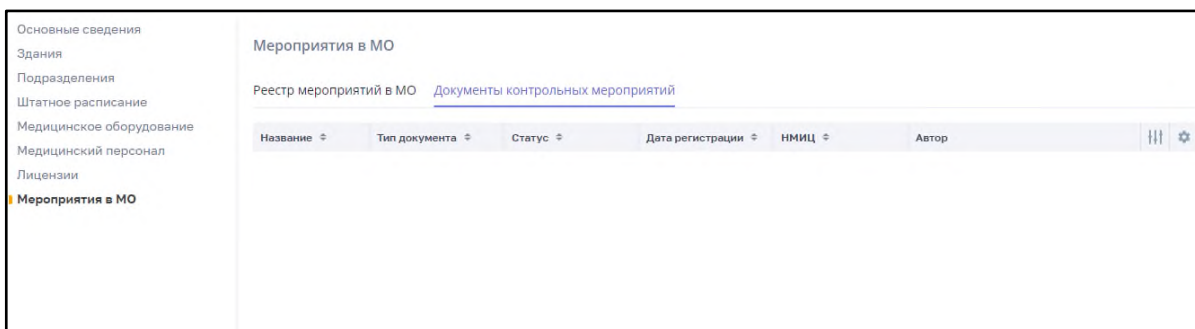 Основные сведения
Здания
Подразделения
Штатное расписание
Медицинское оборудование
Медицинский персонал
Лицензии
Мероприятия в МО
Мероприятия в МО
Реестр мероприятий в МО Документы контрольных мероприятий
Название Тип документа Статус Дата регистрации НМИЦ Автор